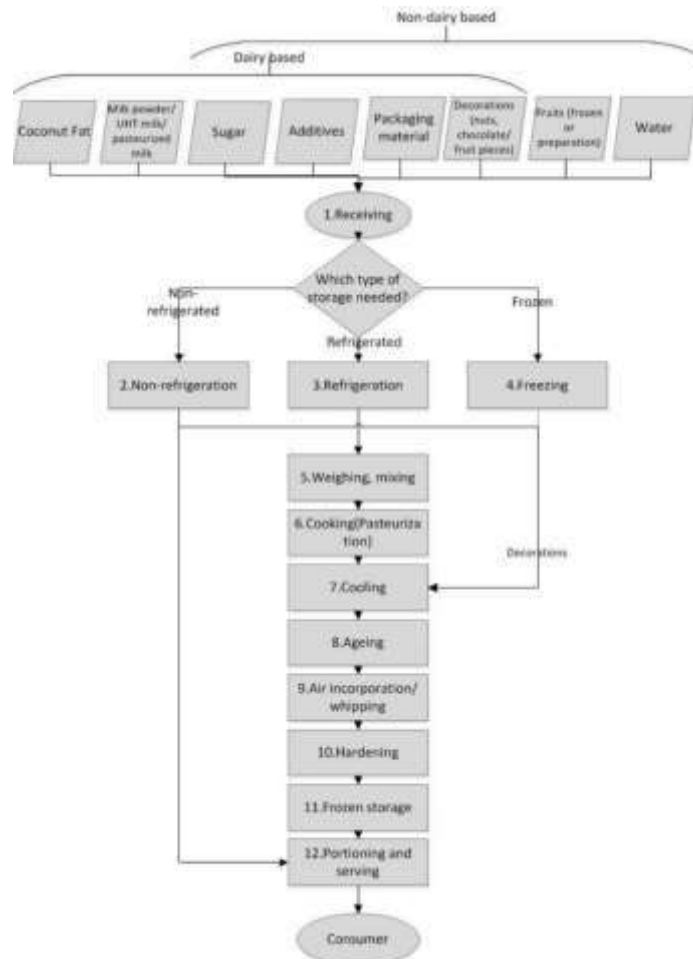 Non-dairy based
Dairy based
Coconut Fat
Milk powder/
UHT milk/
pasteurized
milk
Sugar
Additives
Packaging
material
Decorations
(nuts,
chocolate/
fruit pieces)
Fruits (frozen
or
preparation)
Water
1.Receiving
Which type of
storage needed?
Non-
refrigerated
Refrigerated
Frozen
2.Non-refrigeration
3.Refrigeration
4.Freezing
5.Weighing, mixing
6.Cooking(Pasteuriza
tion)
Decorations
7.Cooling
8.Ageing
9.Air incorporation/
whipping
10.Hardening
11.Frozen storage
12.Portioning and
serving
Consumer